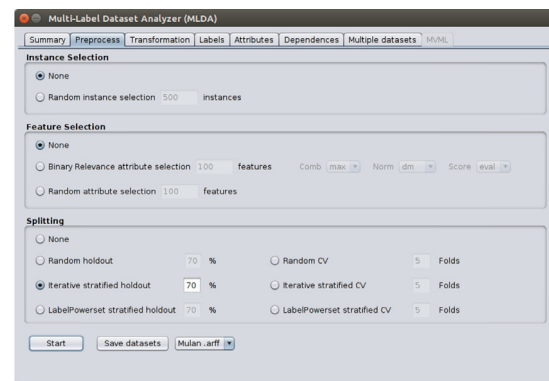 Multi-Label Dataset Analyzer (MLDA)
Summary Preprocess Transformation Labels Attributes Dependences Multiple datasets MVML
Instance Selection
None
Random instance selection 500 instances
Feature Selection
None
Binary Relevance attribute selection 100 features Comb max Norm dm Score eval
Random attribute selection 100 features
Splitting
None
Random holdout 70 % Random CV 5 Folds
Iterative stratified holdout 70 % Iterative stratified CV 5 Folds
LabelPowerset stratified holdout 70 % LabelPowerset stratified CV 5 Folds
Start Save datasets Mulan .arff